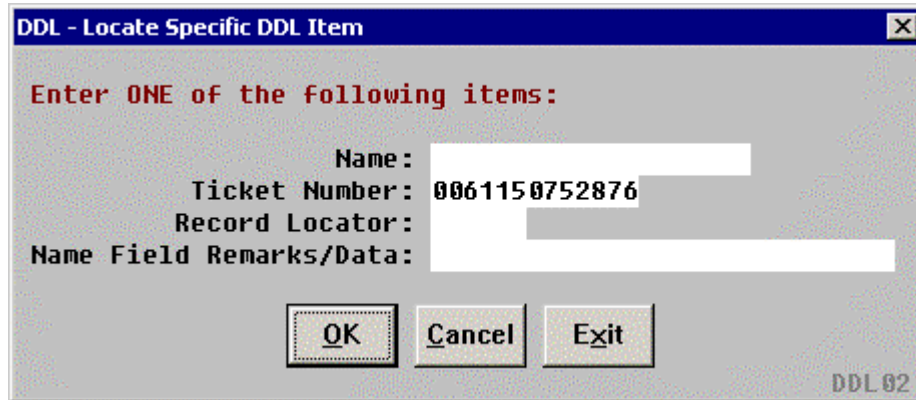 DDL - Locate Specific DDL Item
Enter ONE of the following items:
Name:
Ticket Number: 0061150752876
Record Locator:
Name Field Remarks/Data:
OK Cancel Exit
DDL02